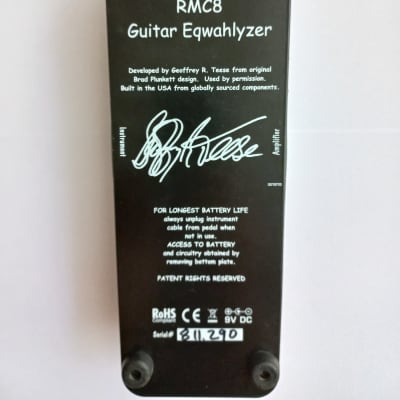 RMC8
Guitar Eqwahlyzer
Developed by Geoffrey R. Teese from original
Brad Plunkett design. Used by permission.
Built in the USA from globally sourced components.
Instrument
Amplifier
FOR LONGEST BATTERY LIFE
always unplug instrument
cable from pedal when
not in use.
ACCESS TO BATTERY
and circuitry obtained by
removing bottom plate.
PATENT RIGHTS RESERVED
RoHS
Compliant
CE
9V DC
Serial# 811.290